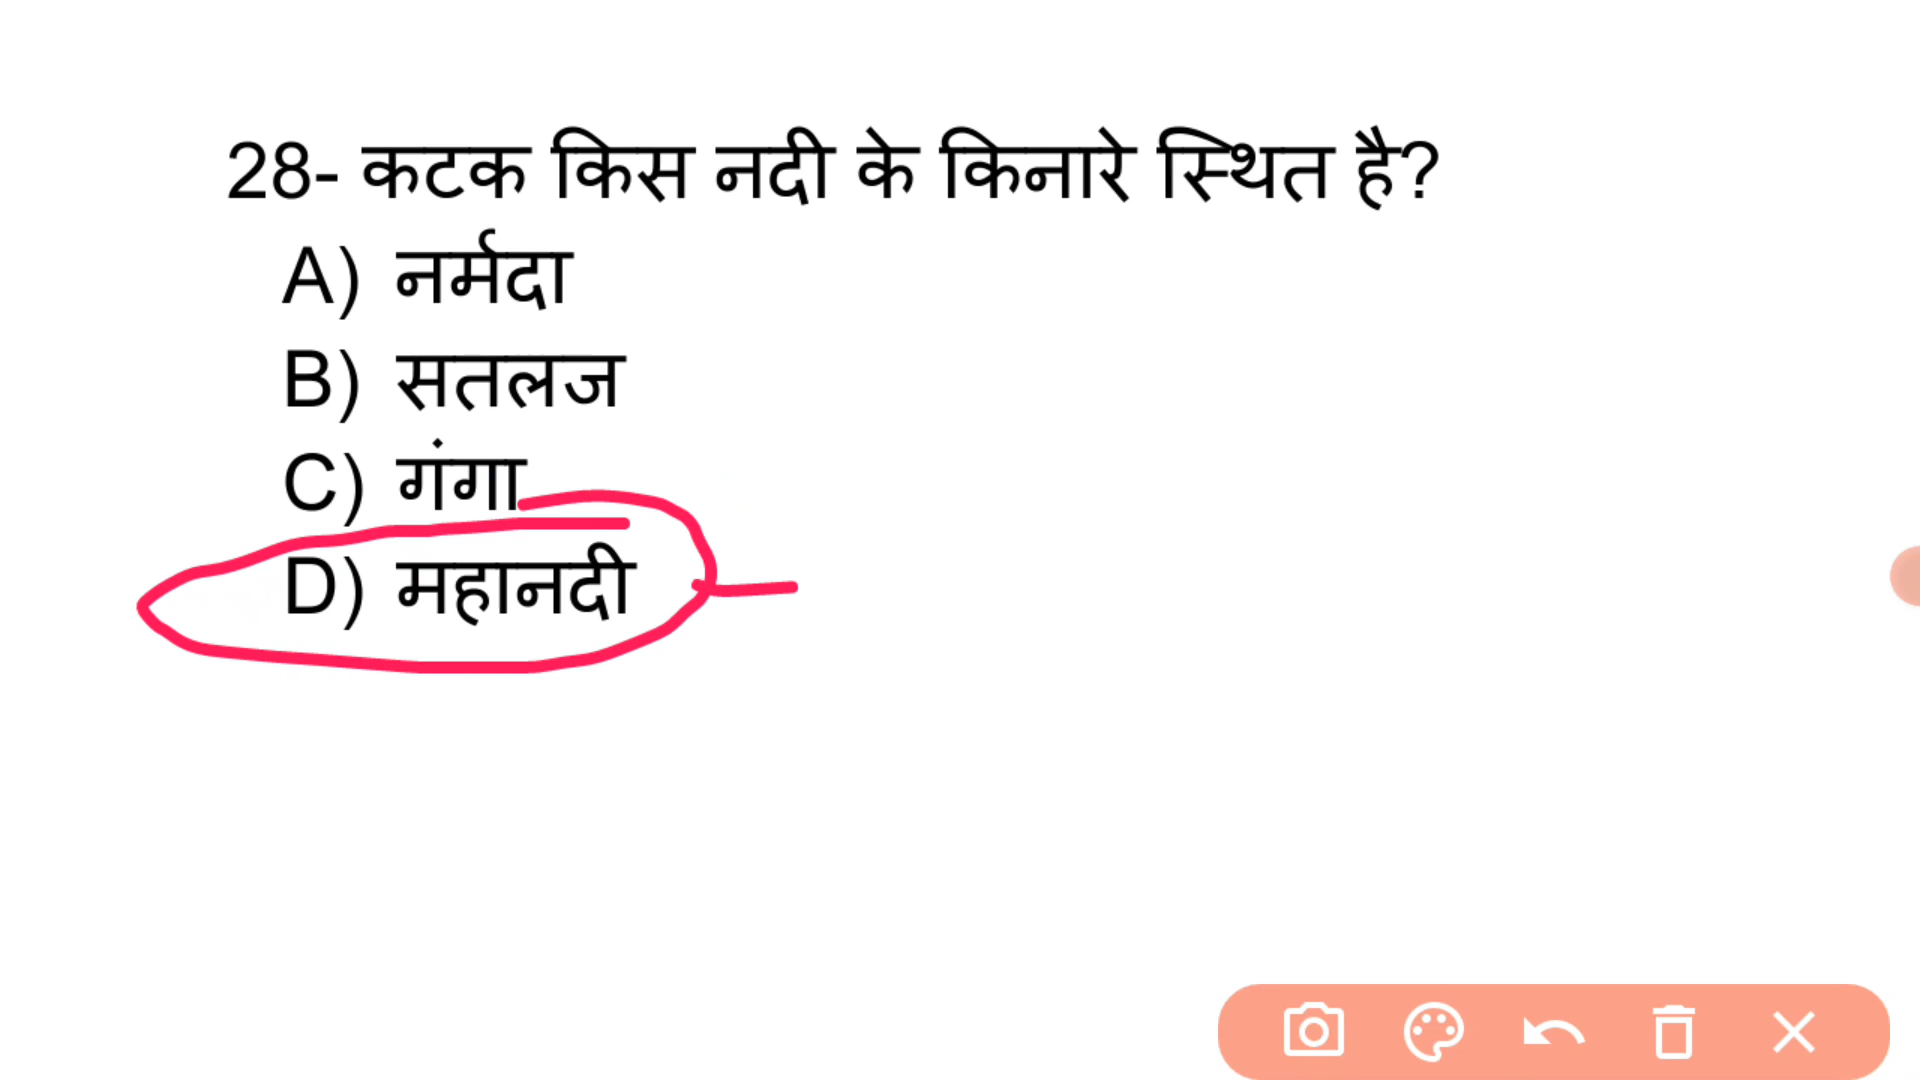 28- कटक किस नदी के किनारे स्थित है?
A) नर्मदा
B) सतलज
C) गंगा
D) महानदी